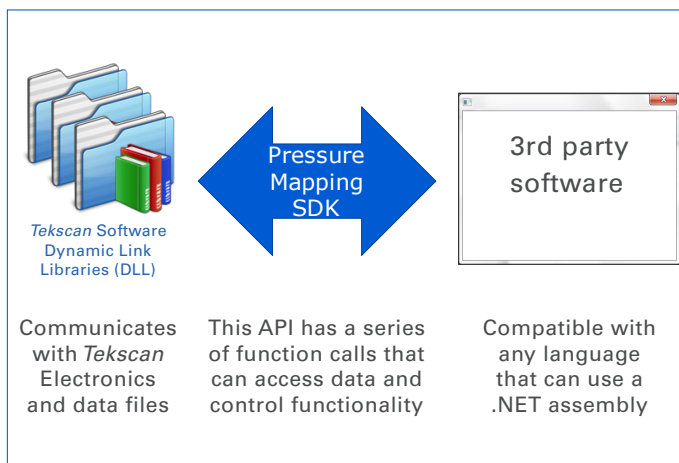 Tekscan Software
Dynamic Link
Libraries (DLL)
Pressure
Mapping
SDK
3rd party
software
Communicates
with Tekscan
Electronics
and data files
This API has a series
of function calls that
can access data and
control functionality
Compatible with
any language
that can use a
.NET assembly